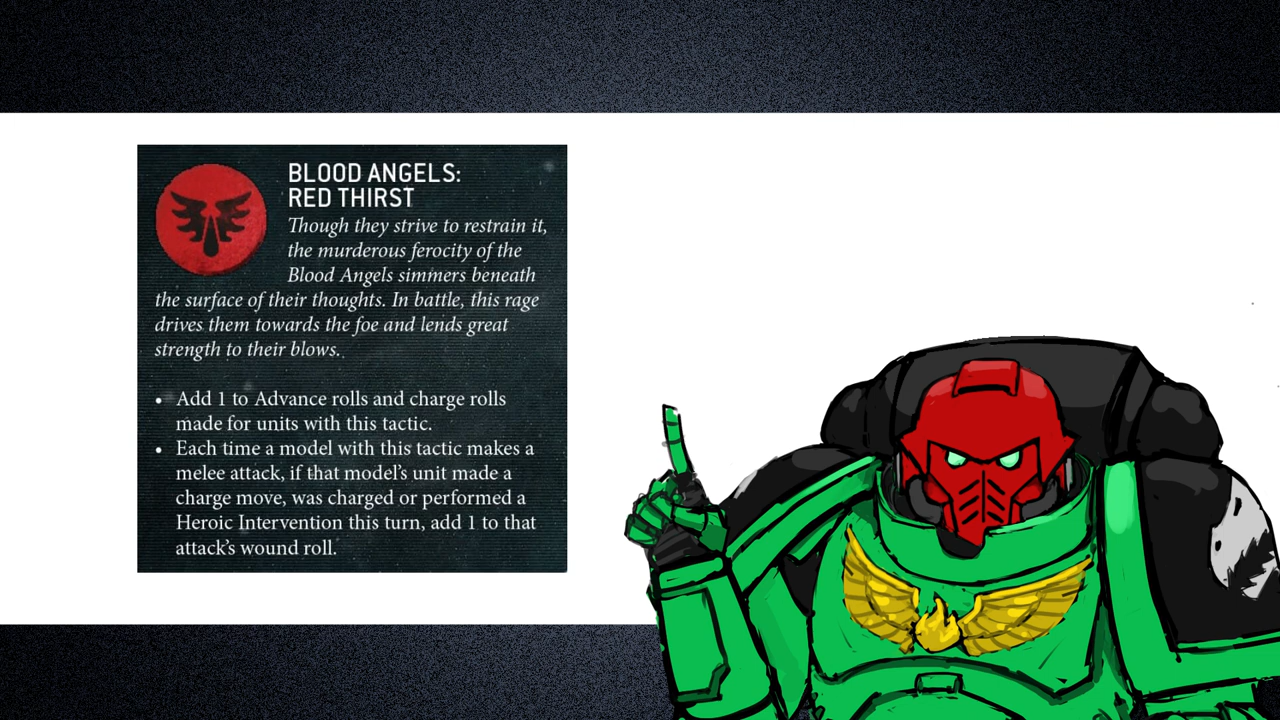 BLOOD ANGELS:
RED THIRST
Though they strive to restrain it,
the murderous ferocity of the
Blood Angels simmers beneath
the surface of their thoughts. In battle, this rage
drives them towards the foe and lends great
strength to their blows.
• Add 1 to Advance rolls and charge rolls
made for units with this tactic.
• Each time a model with this tactic makes a
melee attack, if that model's unit made a
charge move, was charged or performed a
Heroic Intervention this turn, add 1 to that
attack's wound roll.